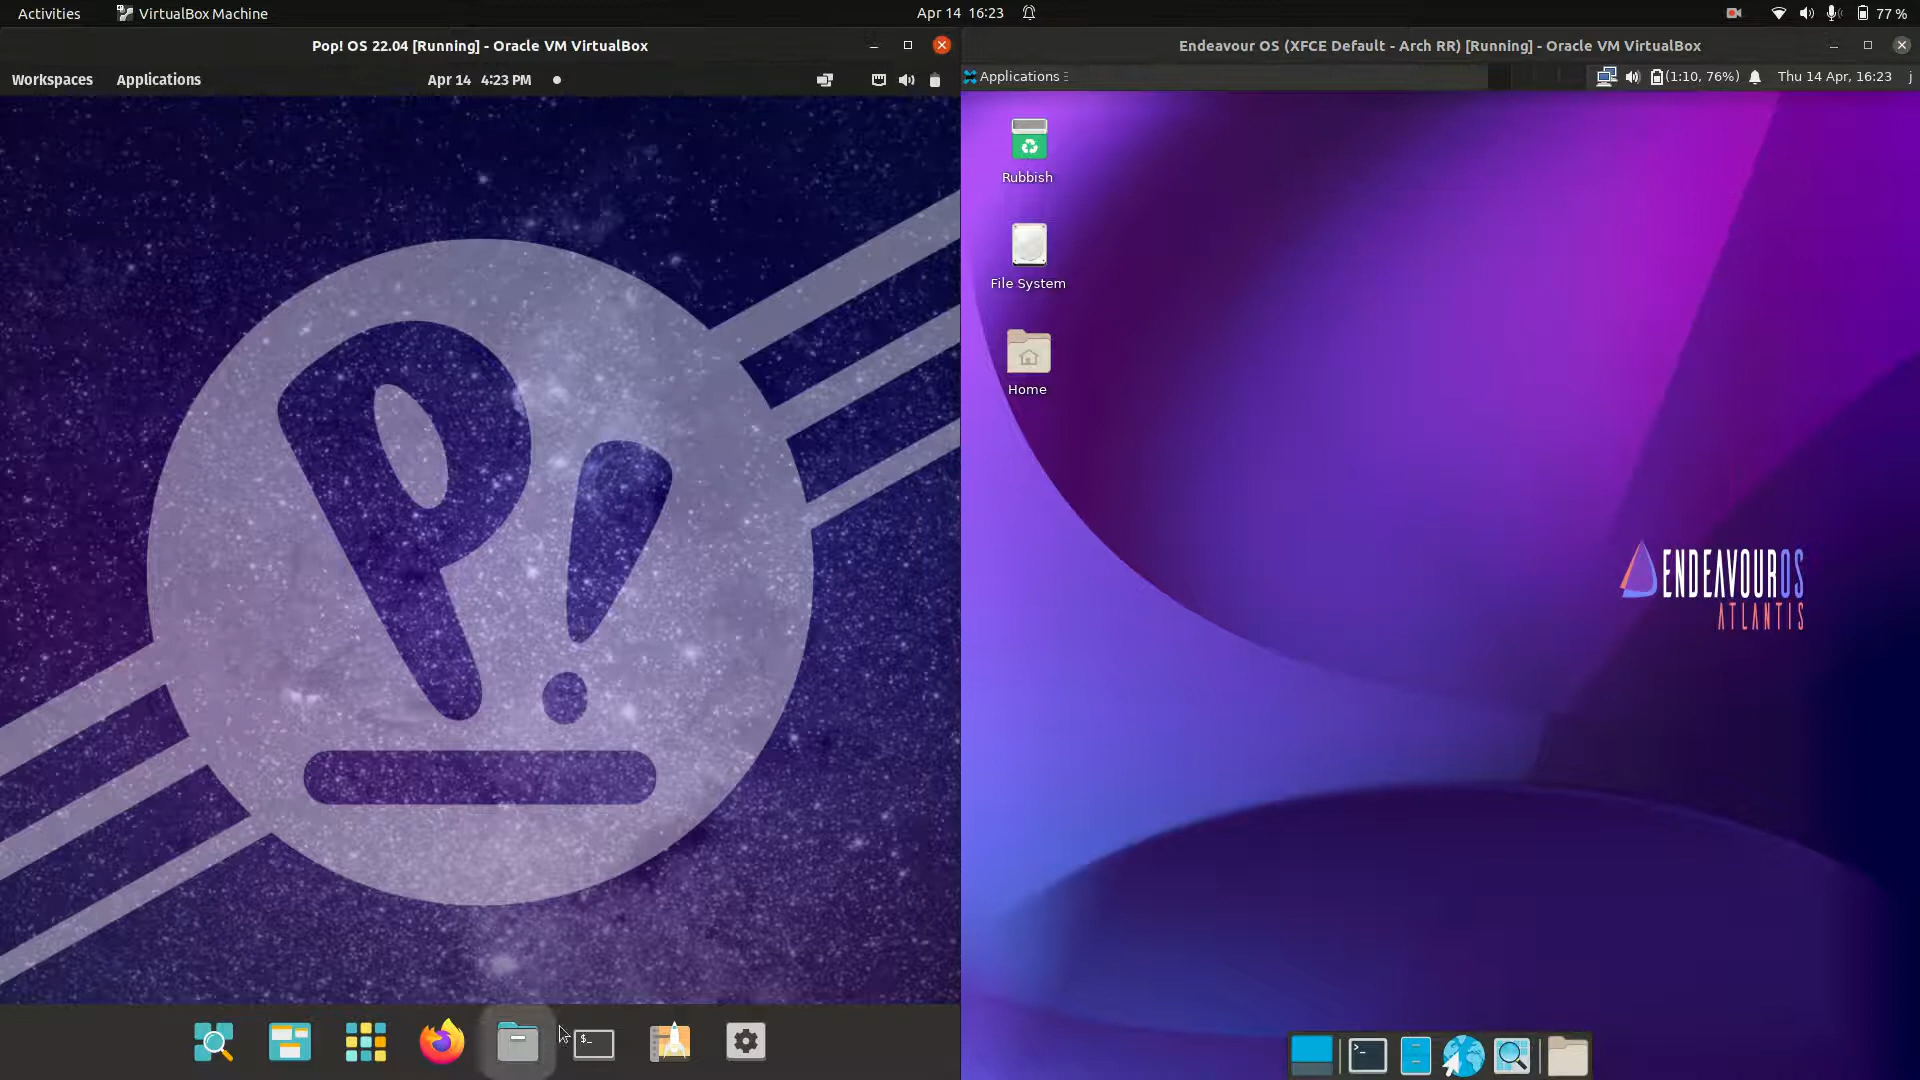 Activities
VirtualBox Machine
Apr 14 16:23
77 %
Pop! OS 22.04 [Running] - Oracle VM VirtualBox
Endeavour OS (XFCE Default - Arch RR) [Running] - Oracle VM VirtualBox
Workspaces
Applications
Apr 14 4:23 PM
Applications
(1:10, 76%)
Thu 14 Apr, 16:23
j
Rubbish
File System
Home
P!
ENDEAVOUROS
ATLANTIS
$_
>_